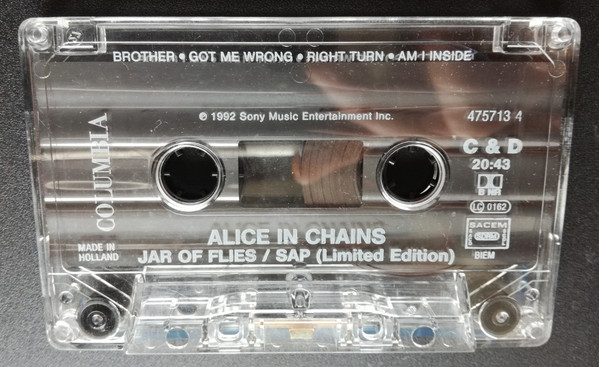 BROTHER • GOT ME WRONG • RIGHT TURN • AM I INSIDE
℗ 1992 Sony Music Entertainment Inc.
475713 4
COLUMBIA
C & D
20:43
B NR
LC 0162
SACEM
BIEM
MADE IN
HOLLAND
ALICE IN CHAINS
JAR OF FLIES / SAP (Limited Edition)